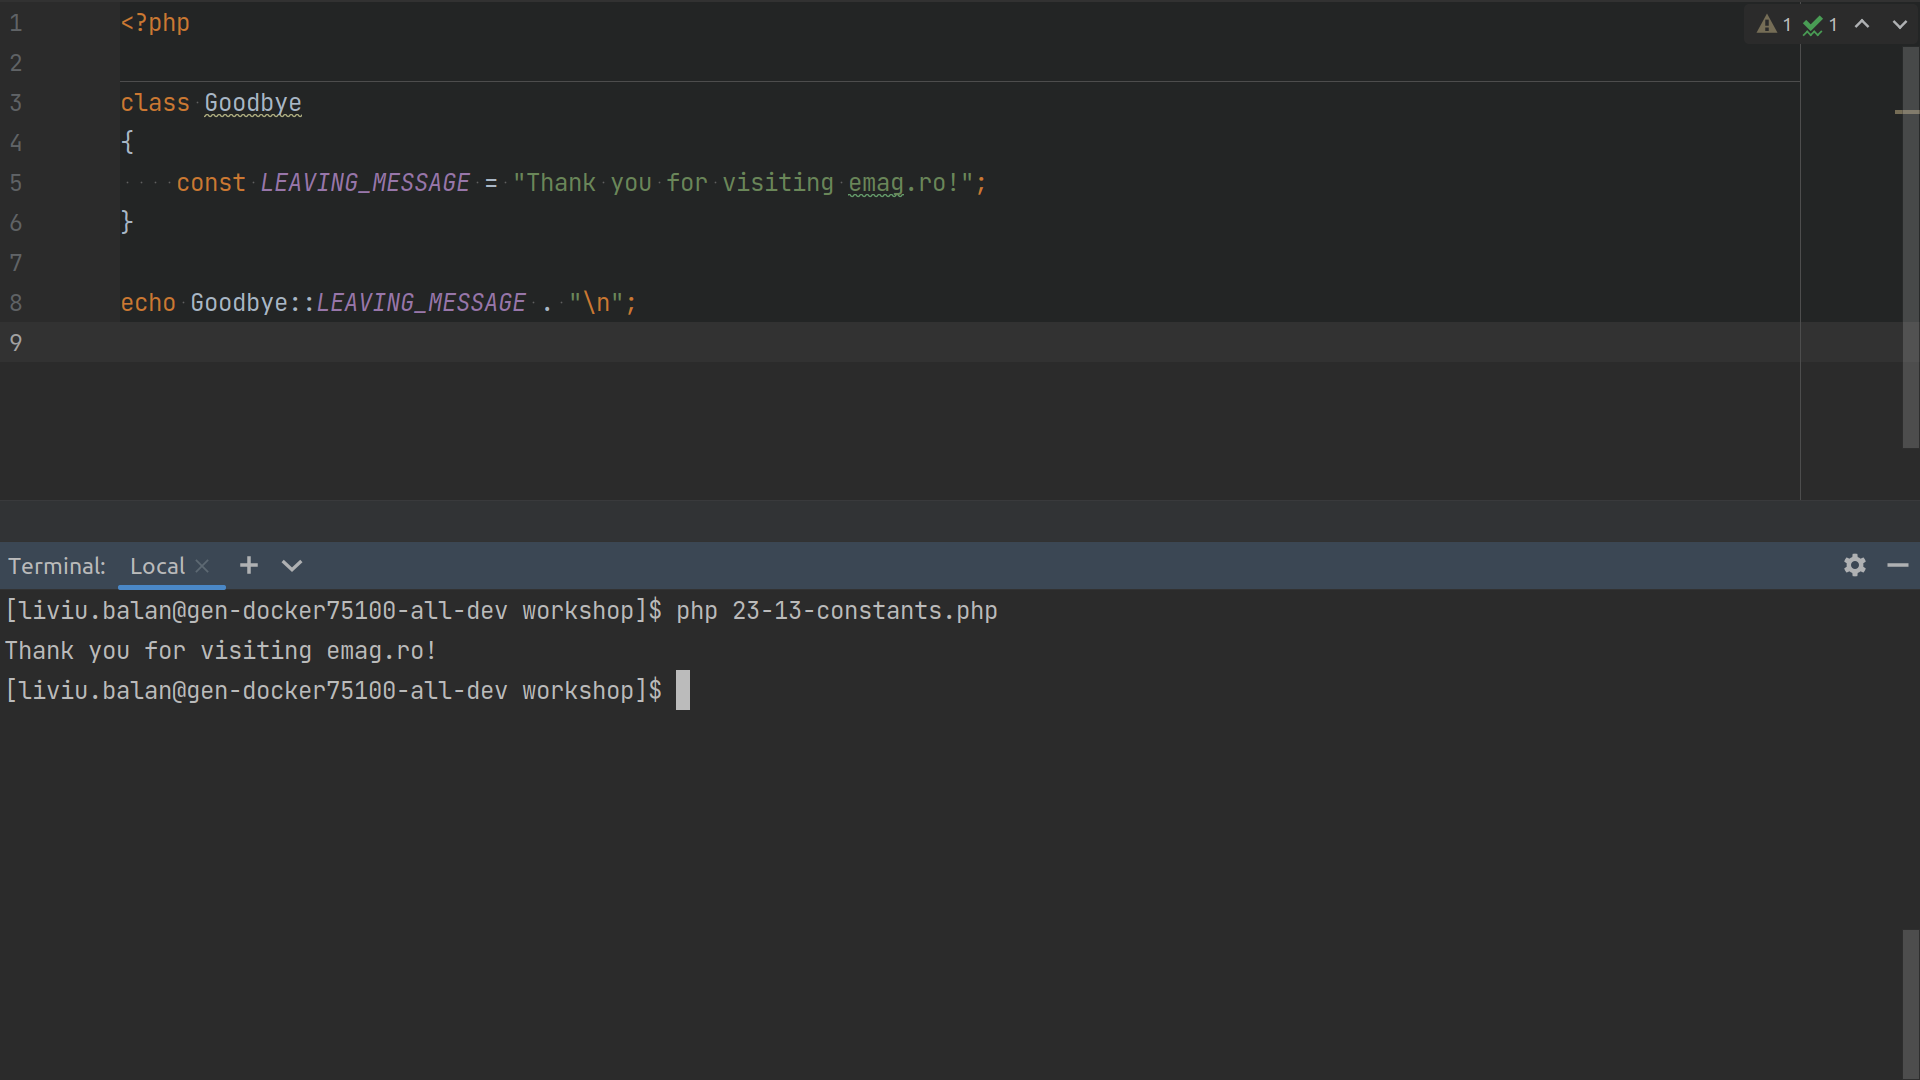 1 <?php
1 1
2
3 class Goodbye
4 {
5     const LEAVING_MESSAGE = "Thank you for visiting emag.ro!";
6 }
7
8 echo Goodbye::LEAVING_MESSAGE . "\n";
9
Terminal: Local
[liviu.balan@gen-docker75100-all-dev workshop]$ php 23-13-constants.php
Thank you for visiting emag.ro!
[liviu.balan@gen-docker75100-all-dev workshop]$